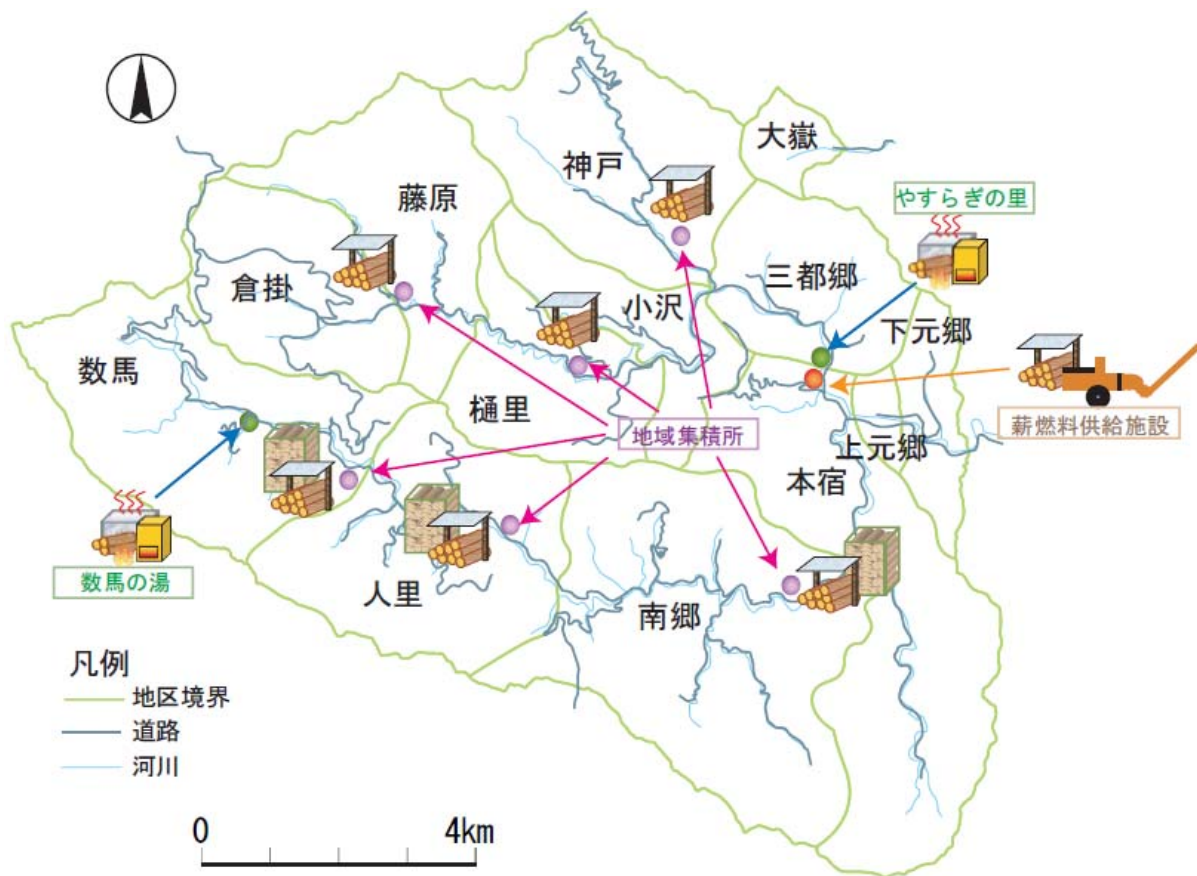 大嶽
神戸
やすらぎの里
藤原
三都郷
倉掛
小沢
下元郷
数馬
樋里
地域集積所
薪燃料供給施設
上元郷
本宿
数馬の湯
人里
南郷
凡例
地区境界
道路
河川
0 4km